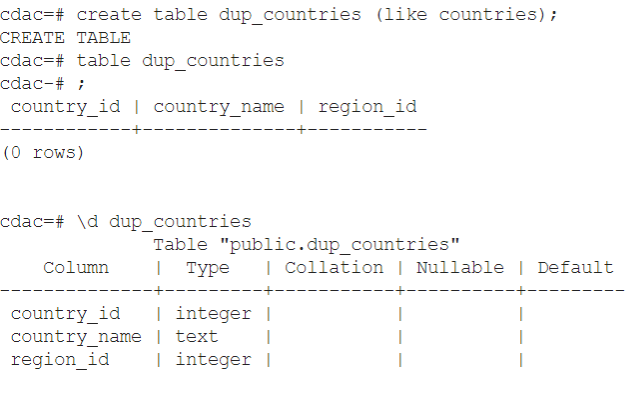 cdac=# create table dup_countries (like countries);
CREATE TABLE
cdac=# table dup_countries
cdac-# ;
 country_id | country_name | region_id
------------+--------------+-----------
(0 rows)
cdac=# \d dup_countries
             Table "public.dup_countries"
    Column    |  Type   | Collation | Nullable | Default
--------------+---------+-----------+----------+---------
 country_id   | integer |           |          |
 country_name | text    |           |          |
 region_id    | integer |           |          |